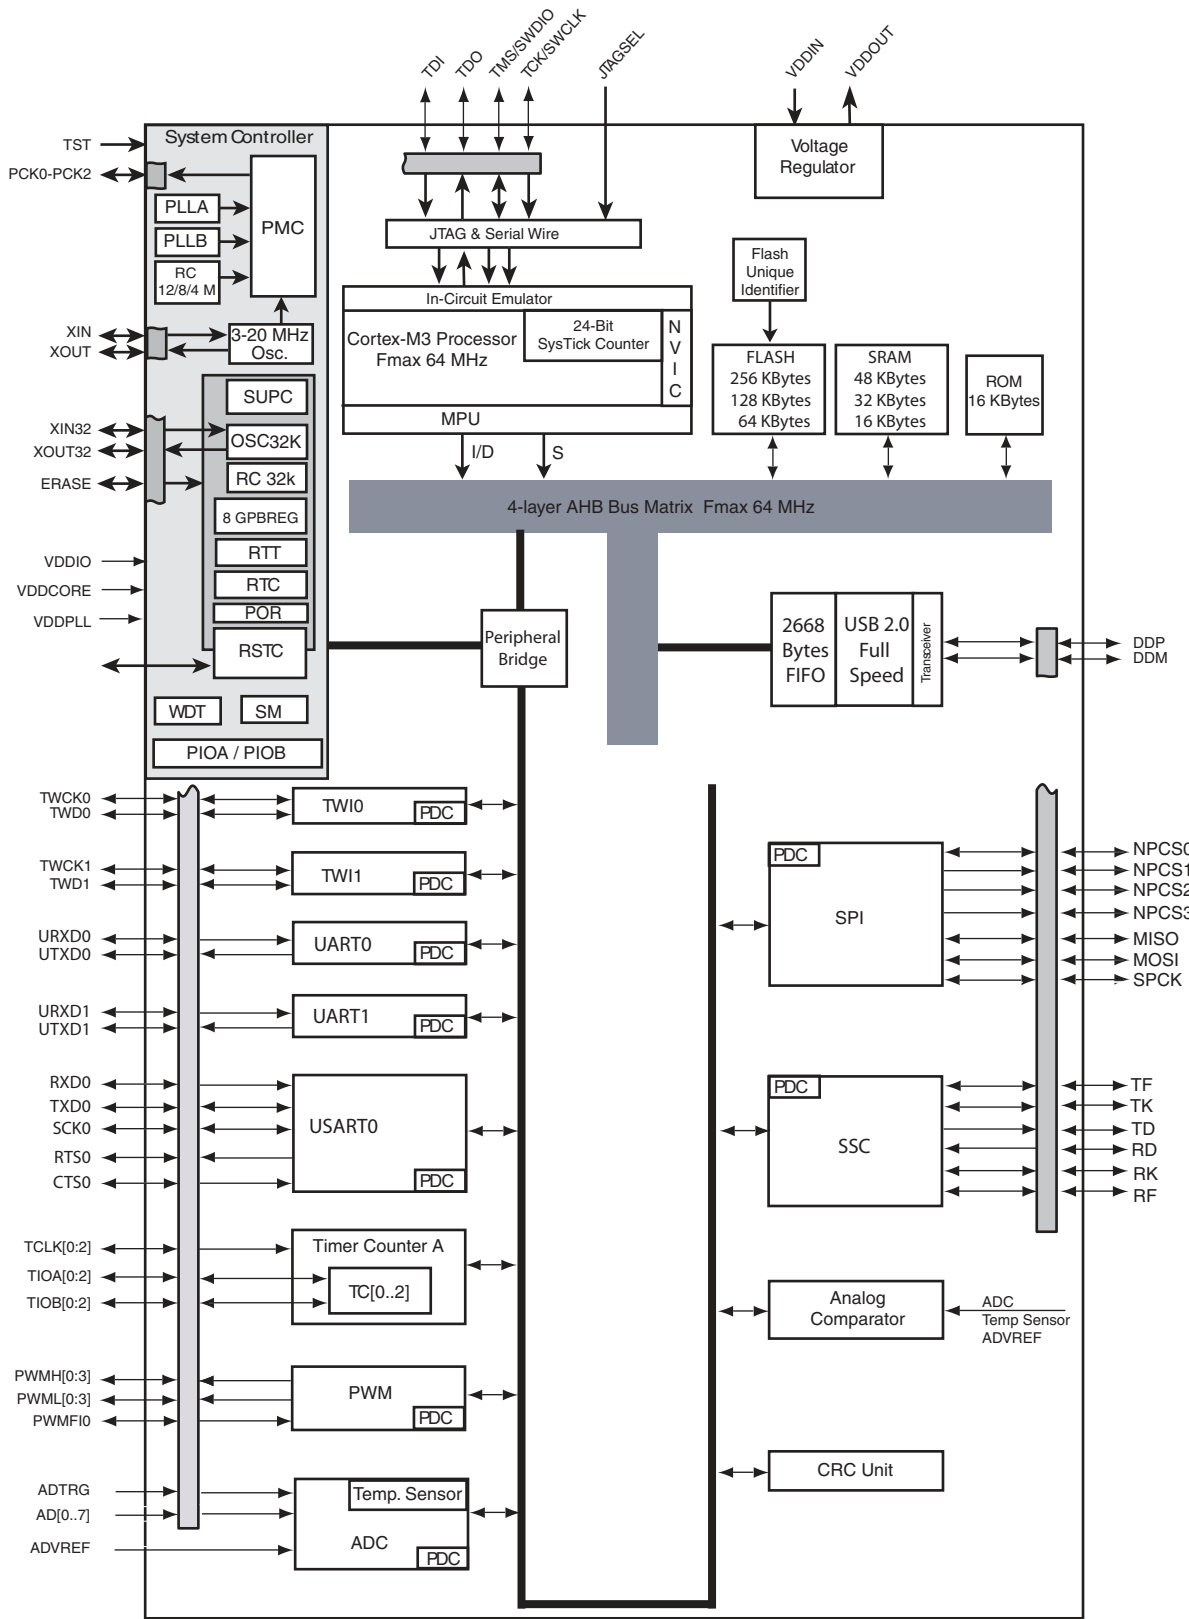 TDI
TDO
TMS/SWDIO
TCK/SWCLK
JTAGSEL
VDDIN
VDDOUT
TST
System Controller
PCK0-PCK2
PLLA
PMC
PLLB
RC
12/8/4 M
Voltage
Regulator
JTAG & Serial Wire
Flash
Unique
Identifier
In-Circuit Emulator
XIN
XOUT
3-20 MHz
Osc.
Cortex-M3 Processor
Fmax 64 MHz
24-Bit
SysTick Counter
N
V
I
C
MPU
FLASH
256 KBytes
128 KBytes
64 KBytes
SRAM
48 KBytes
32 KBytes
16 KBytes
ROM
16 KBytes
SUPC
XIN32
XOUT32
OSC32K
ERASE
RC 32k
I/D
S
8 GPBREG
4-layer AHB Bus Matrix Fmax 64 MHz
RTT
VDDIO
RTC
VDDCORE
POR
VDDPLL
RSTC
Peripheral
Bridge
2668
Bytes
FIFO
USB 2.0
Full
Speed
Transceiver
DDP
DDM
WDT
SM
PIOA / PIOB
TWCK0
TWD0
TWI0
PDC
TWCK1
TWD1
TWI1
PDC
URXD0
UTXD0
UART0
PDC
URXD1
UTXD1
UART1
PDC
RXD0
TXD0
SCK0
RTS0
CTS0
USART0
PDC
TCLK[0:2]
TIOA[0:2]
TIOB[0:2]
Timer Counter A
TC[0..2]
PWMH[0:3]
PWML[0:3]
PWMFI0
PWM
PDC
ADTRG
AD[0..7]
ADVREF
Temp. Sensor
ADC
PDC
PDC
SPI
NPCS0
NPCS1
NPCS2
NPCS3
MISO
MOSI
SPCK
PDC
SSC
TF
TK
TD
RD
RK
RF
Analog
Comparator
ADC
Temp Sensor
ADVREF
CRC Unit